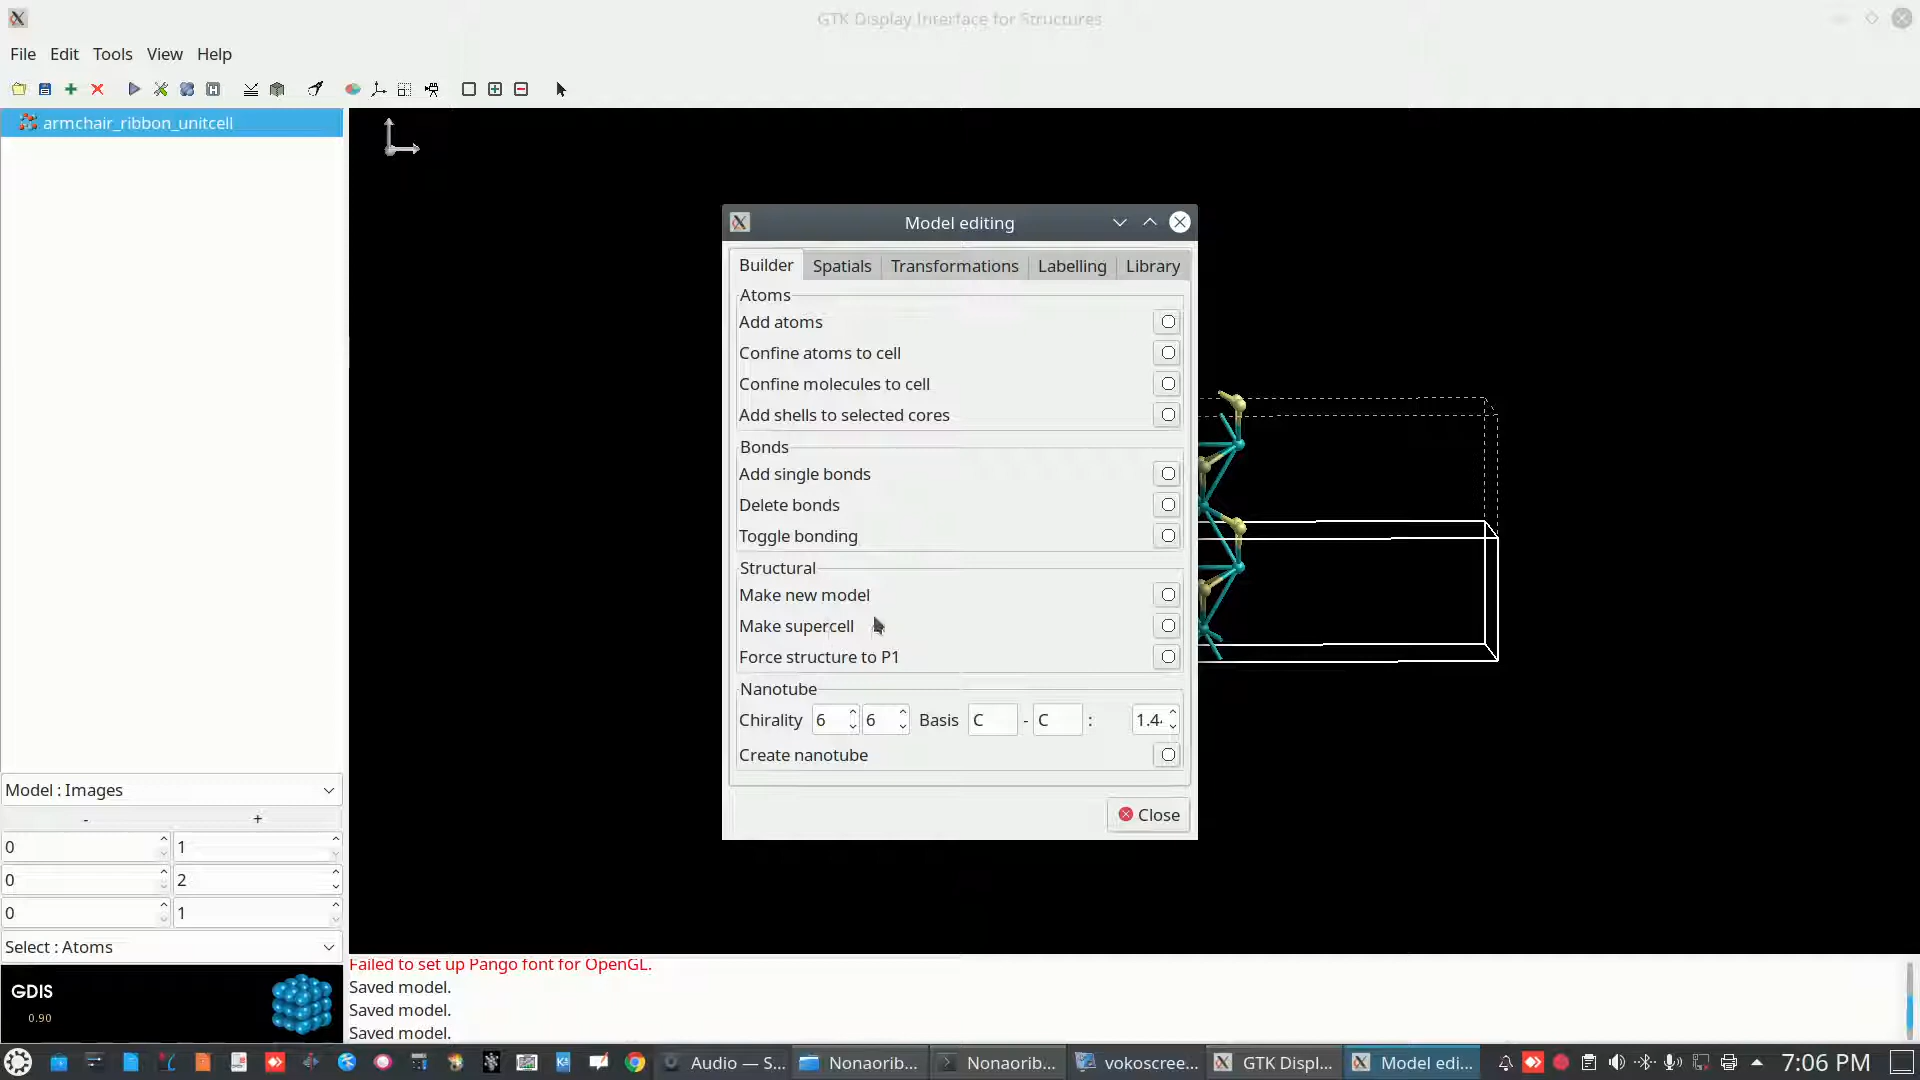 GTK Display Interface for Structures
File Edit Tools View Help
armchair_ribbon_unitcell
Model editing
Builder Spatials Transformations Labelling Library
Atoms
Add atoms
Confine atoms to cell
Confine molecules to cell
Add shells to selected cores
Bonds
Add single bonds
Delete bonds
Toggle bonding
Structural
Make new model
Make supercell
Force structure to P1
Nanotube
Chirality 6 6 Basis C - C :
Create nanotube
Close
Model : Images
- +
0 1
0 2
0 1
Select : Atoms
GDIS
0.90
Failed to set up Pango font for OpenGL.
Saved model.
Saved model.
Saved model.
Audio — S... Nonaorib... Nonaorib... vokoscree... GTK Displ... Model edi... 7:06 PM